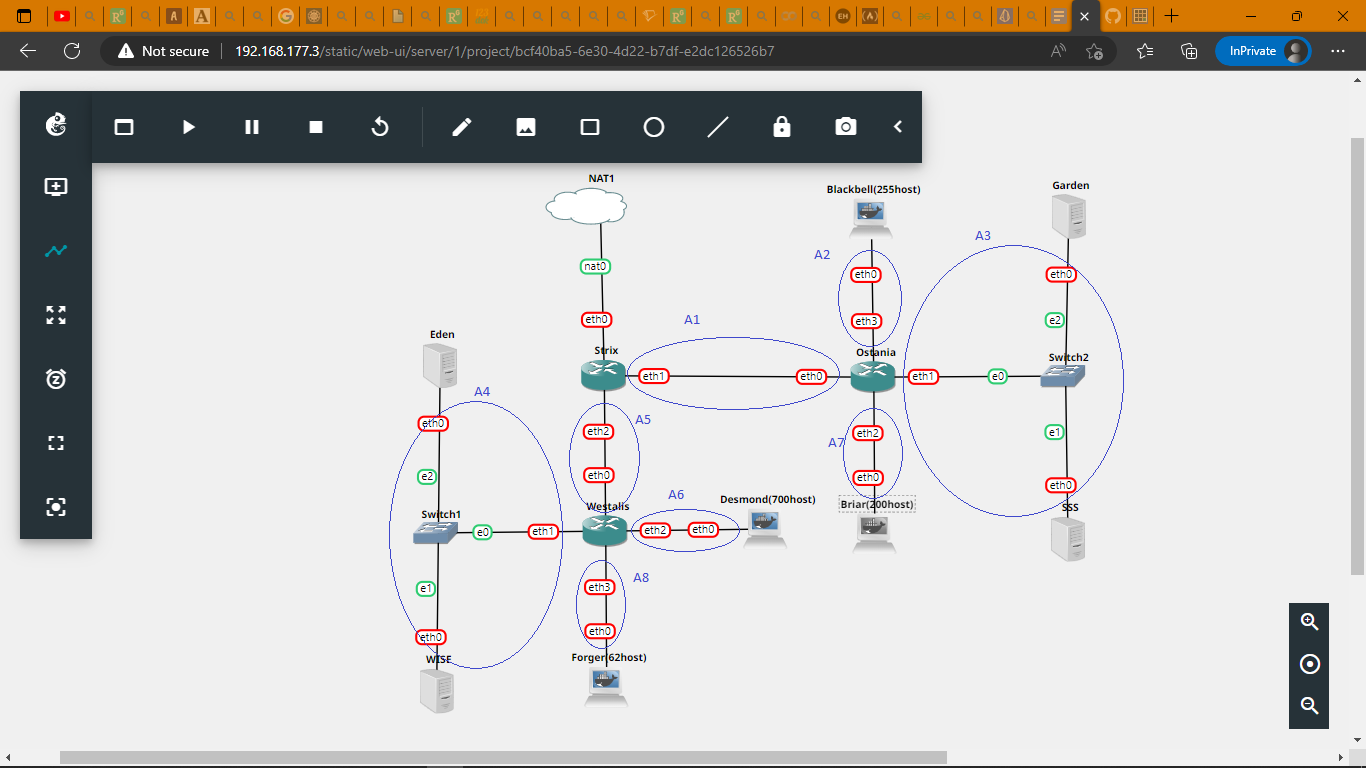 Not secure
192.168.177.3/static/web-ui/server/1/project/bcf40ba5-6e30-4d22-b7df-e2dc126526b7
InPrivate
NAT1
nat0
eth0
Strix
eth1
A1
eth0
Ostania
Blackbell(255host)
A2
eth0
eth3
A3
Garden
eth0
e2
Switch2
eth1
e0
e1
eth0
SSS
Eden
eth0
A4
e2
Switch1
e0
eth1
e1
eth0
WISE
A5
eth2
eth0
Westalis
A6
eth2
eth0
Desmond(700host)
A7
eth2
eth0
Briar(200host)
A8
eth3
eth0
Forger(62host)